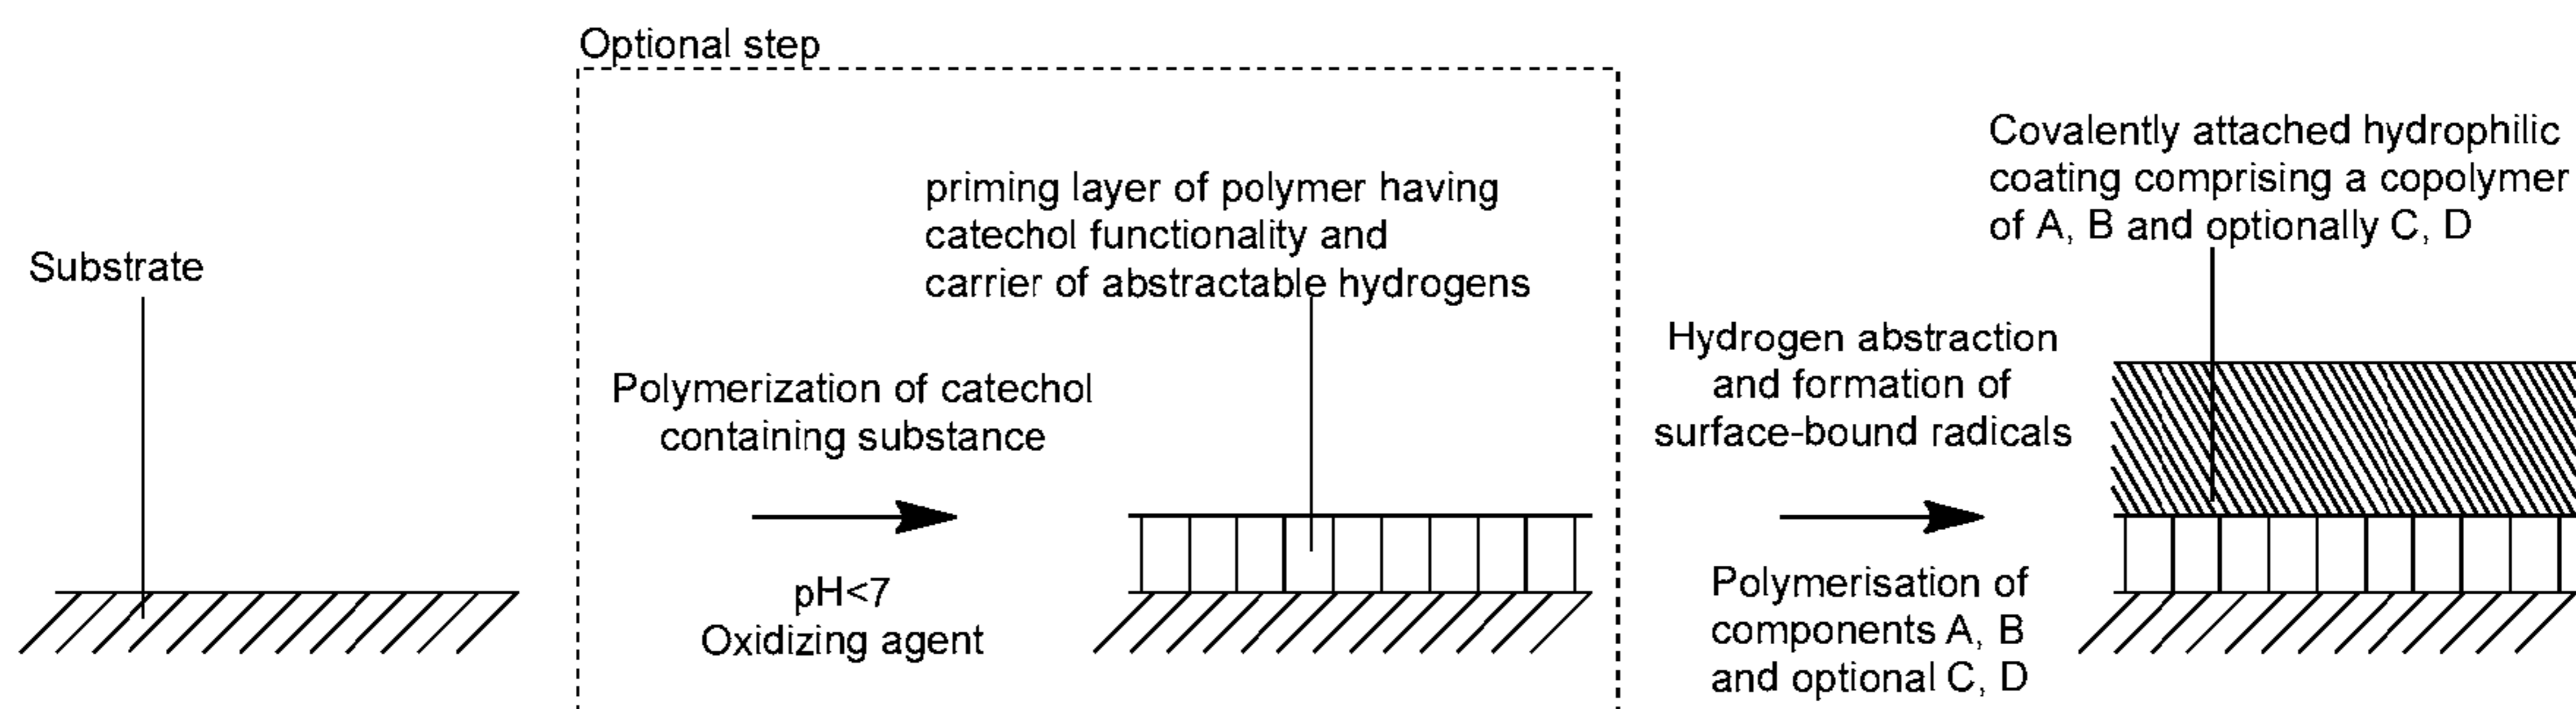 Optional step
Substrate
Polymerization of catechol
containing substance
pH<7
Oxidizing agent
priming layer of polymer having
catechol functionality and
carrier of abstractable hydrogens
Hydrogen abstraction
and formation of
surface-bound radicals
Polymerisation of
components A, B
and optional C, D
Covalently attached hydrophilic
coating comprising a copolymer
of A, B and optionally C, D